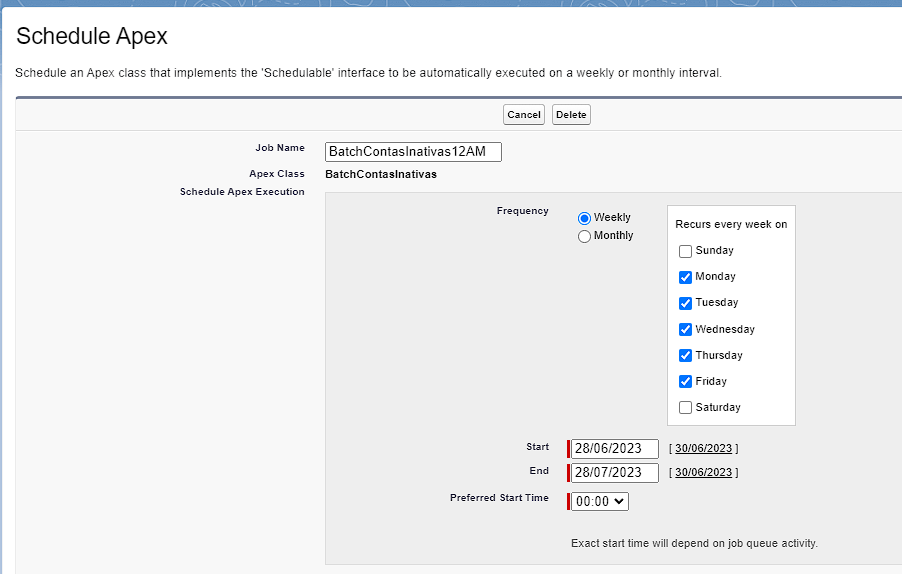 Schedule Apex
Schedule an Apex class that implements the 'Schedulable' interface to be automatically executed on a weekly or monthly interval.
Cancel Delete
Job Name BatchContasInativas12AM
Apex Class BatchContasInativas
Schedule Apex Execution
Frequency
Weekly
Monthly
Recurs every week on
Sunday
Monday
Tuesday
Wednesday
Thursday
Friday
Saturday
Start 28/06/2023 [ 30/06/2023 ]
End 28/07/2023 [ 30/06/2023 ]
Preferred Start Time 00:00
Exact start time will depend on job queue activity.